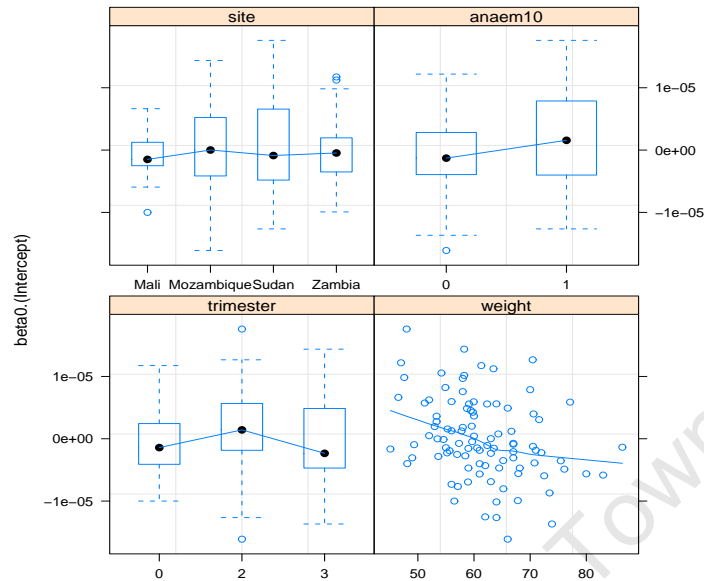 site anaem10
1e−05
0e+00
−1e−05
Mali Mozambique Sudan Zambia 0 1
trimester weight
1e−05
0e+00
−1e−05
0 2 3 50 60 70 80
beta0.(Intercept)
Town